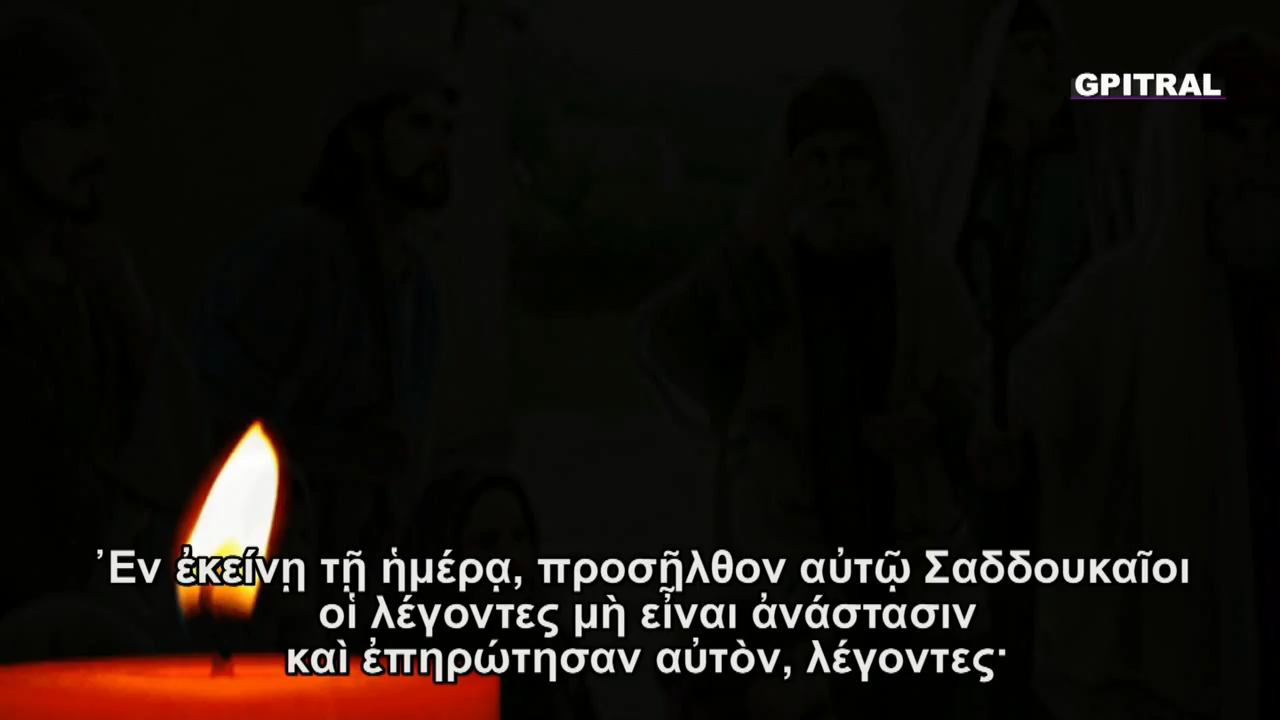 GPITRAL
Ἐν ἐκείνῃ τῇ ἡμέρᾳ, προσῆλθον αὐτῷ Σαδδουκαῖοι
οἱ λέγοντες μὴ εἶναι ἀνάστασιν
καὶ ἐπηρώτησαν αὐτὸν, λέγοντες·